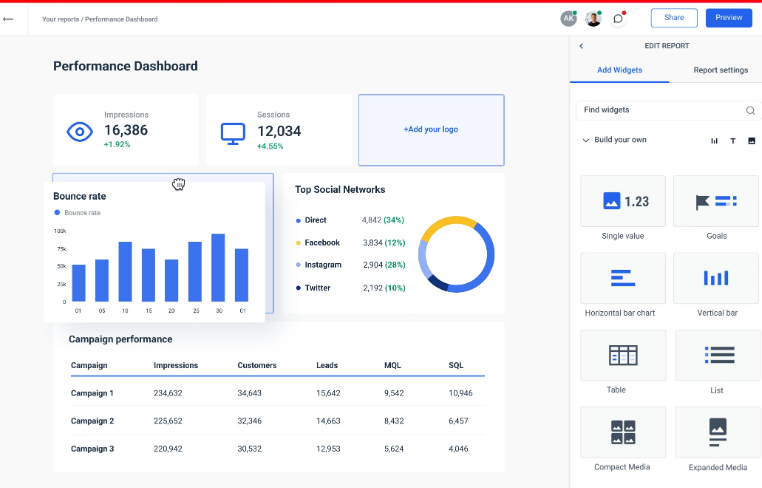 Your reports / Performance Dashboard
AK
Share
Preview
Performance Dashboard
Impressions
16,386
+1.92%
Sessions
12,034
+4.55%
+Add your logo
Bounce rate
Bounce rate
100k
75k
50k
25k
0
01 05 10 15 20 25 30 01
Top Social Networks
Direct 4,842 (34%)
Facebook 3,834 (12%)
Instagram 2,904 (28%)
Twitter 2,192 (10%)
Campaign performance
Campaign Impressions Customers Leads MQL SQL
Campaign 1 234,632 34,643 15,642 9,542 10,946
Campaign 2 225,652 32,346 14,663 8,432 6,457
Campaign 3 220,942 30,532 12,953 5,624 4,046
EDIT REPORT
Add Widgets Report settings
Find widgets
Build your own T
1.23
Single value Goals
Horizontal bar chart Vertical bar
Table List
Compact Media Expanded Media